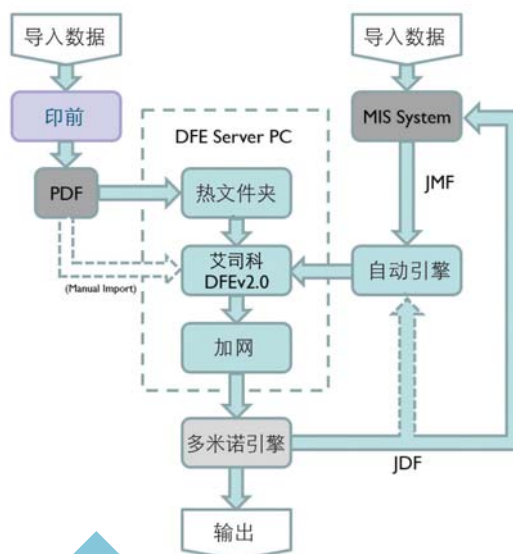 导入数据
导入数据
印前
MIS System
DFE Server PC
PDF
热文件夹
JMF
(Manual Import)
艾司科
DFEv2.0
自动引擎
加网
多米诺引擎
JDF
输出